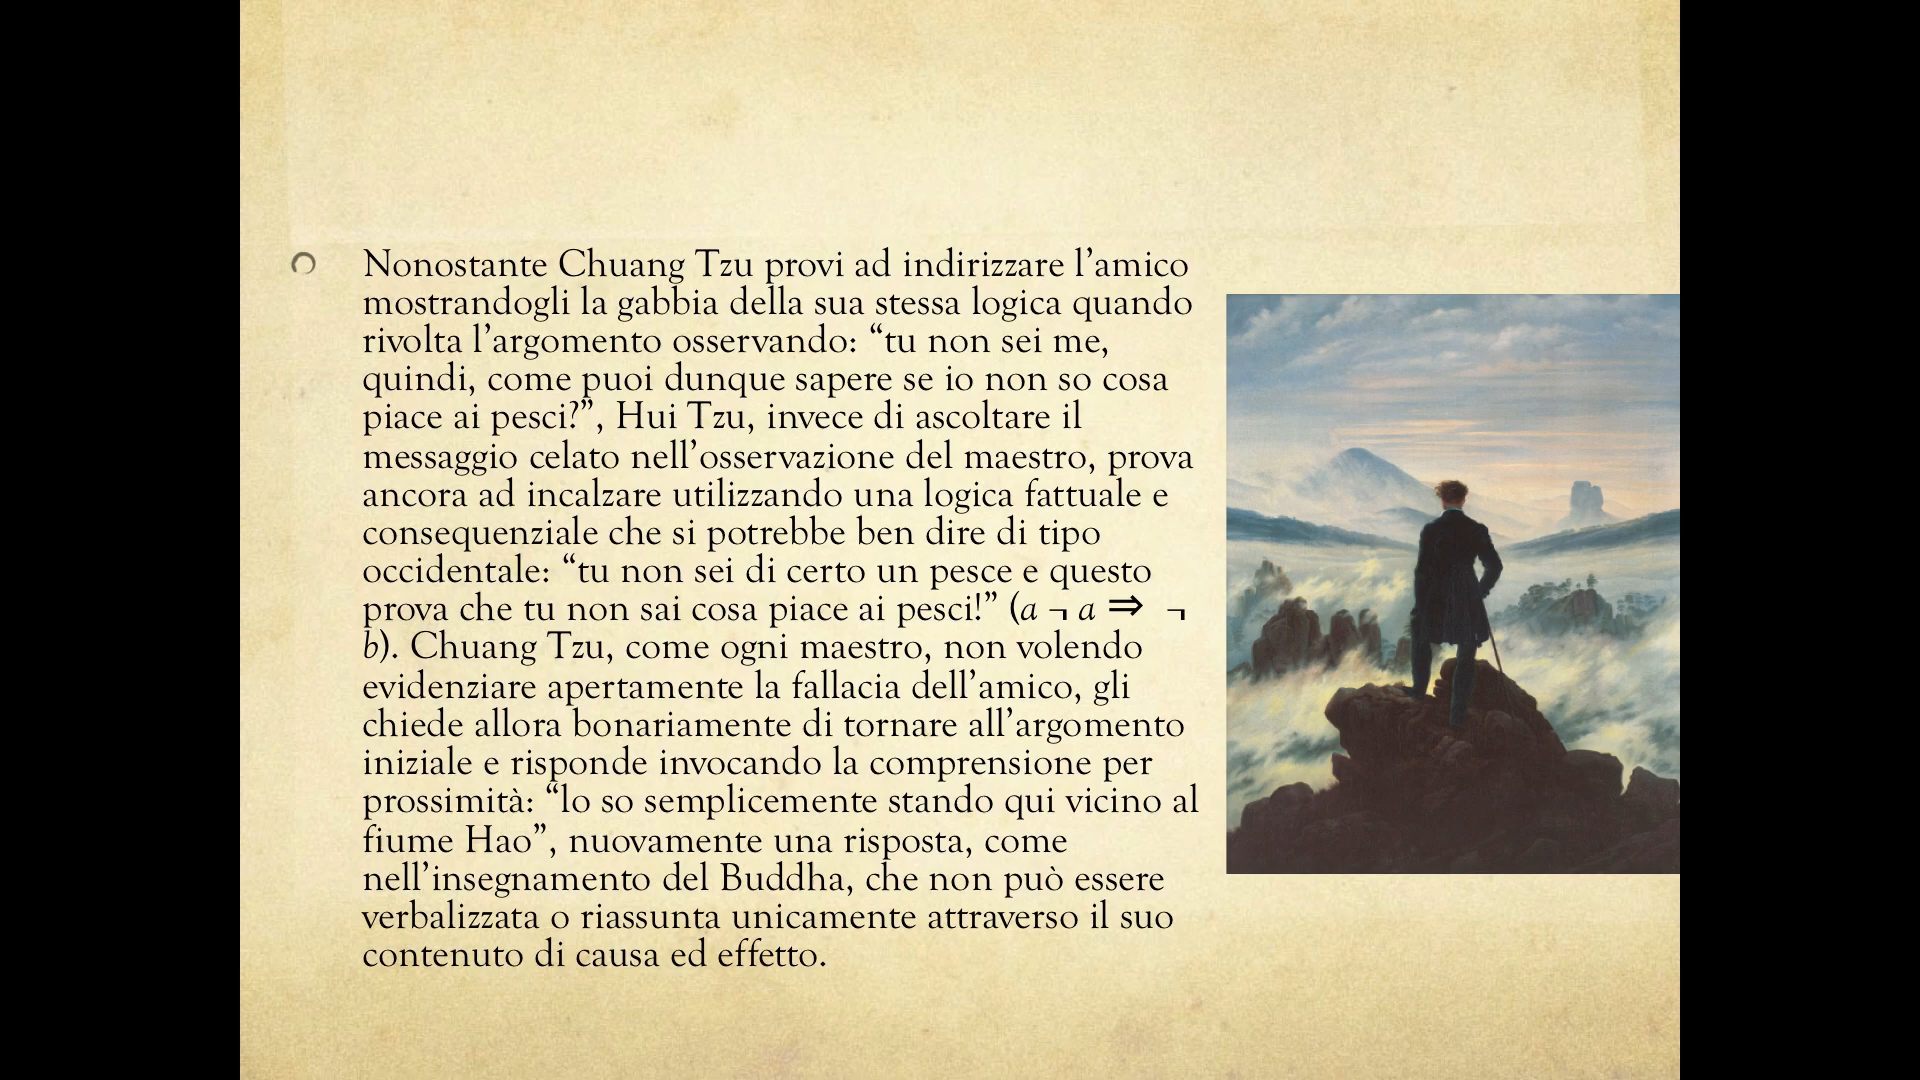 Nonostante Chuang Tzu provi ad indirizzare l’amico
mostrandogli la gabbia della sua stessa logica quando
rivolta l’argomento osservando: “tu non sei me,
quindi, come puoi dunque sapere se io non so cosa
piace ai pesci?”, Hui Tzu, invece di ascoltare il
messaggio celato nell’osservazione del maestro, prova
ancora ad incalzare utilizzando una logica fattuale e
consequenziale che si potrebbe ben dire di tipo
occidentale: “tu non sei di certo un pesce e questo
prova che tu non sai cosa piace ai pesci!” (a ¬ a ⇒ ¬
b). Chuang Tzu, come ogni maestro, non volendo
evidenziare apertamente la fallacia dell’amico, gli
chiede allora bonariamente di tornare all’argomento
iniziale e risponde invocando la comprensione per
prossimità: “lo so semplicemente stando qui vicino al
fiume Hao”, nuovamente una risposta, come
nell’insegnamento del Buddha, che non può essere
verbalizzata o riassunta unicamente attraverso il suo
contenuto di causa ed effetto.